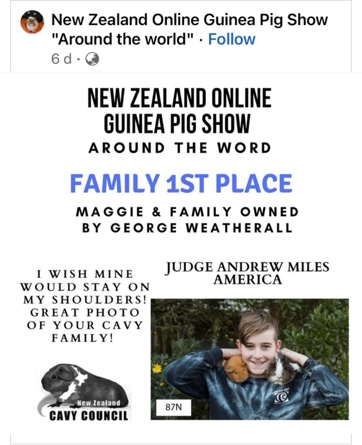 New Zealand Online Guinea Pig Show
"Around the world" · Follow
6 d ·
NEW ZEALAND ONLINE
GUINEA PIG SHOW
AROUND THE WORD
FAMILY 1ST PLACE
MAGGIE & FAMILY OWNED
BY GEORGE WEATHERALL
I WISH MINE
WOULD STAY ON
MY SHOULDERS!
GREAT PHOTO
OF YOUR CAVY
FAMILY!
JUDGE ANDREW MILES
AMERICA
New Zealand
CAVY COUNCIL
87N